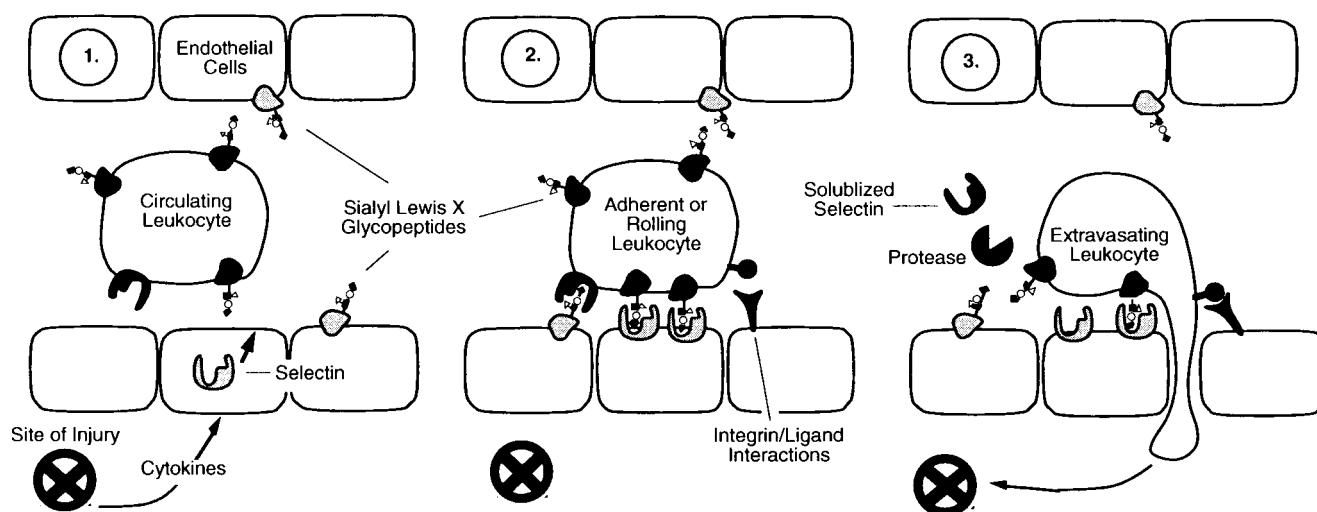 1.
Endothelial
Cells
Circulating
Leukocyte
Sialyl Lewis X
Glycopeptides
Selectin
Site of Injury
Cytokines
2.
Adherent or
Rolling
Leukocyte
Integrin/Ligand
Interactions
3.
Solublized
Selectin
Protease
Extravasating
Leukocyte